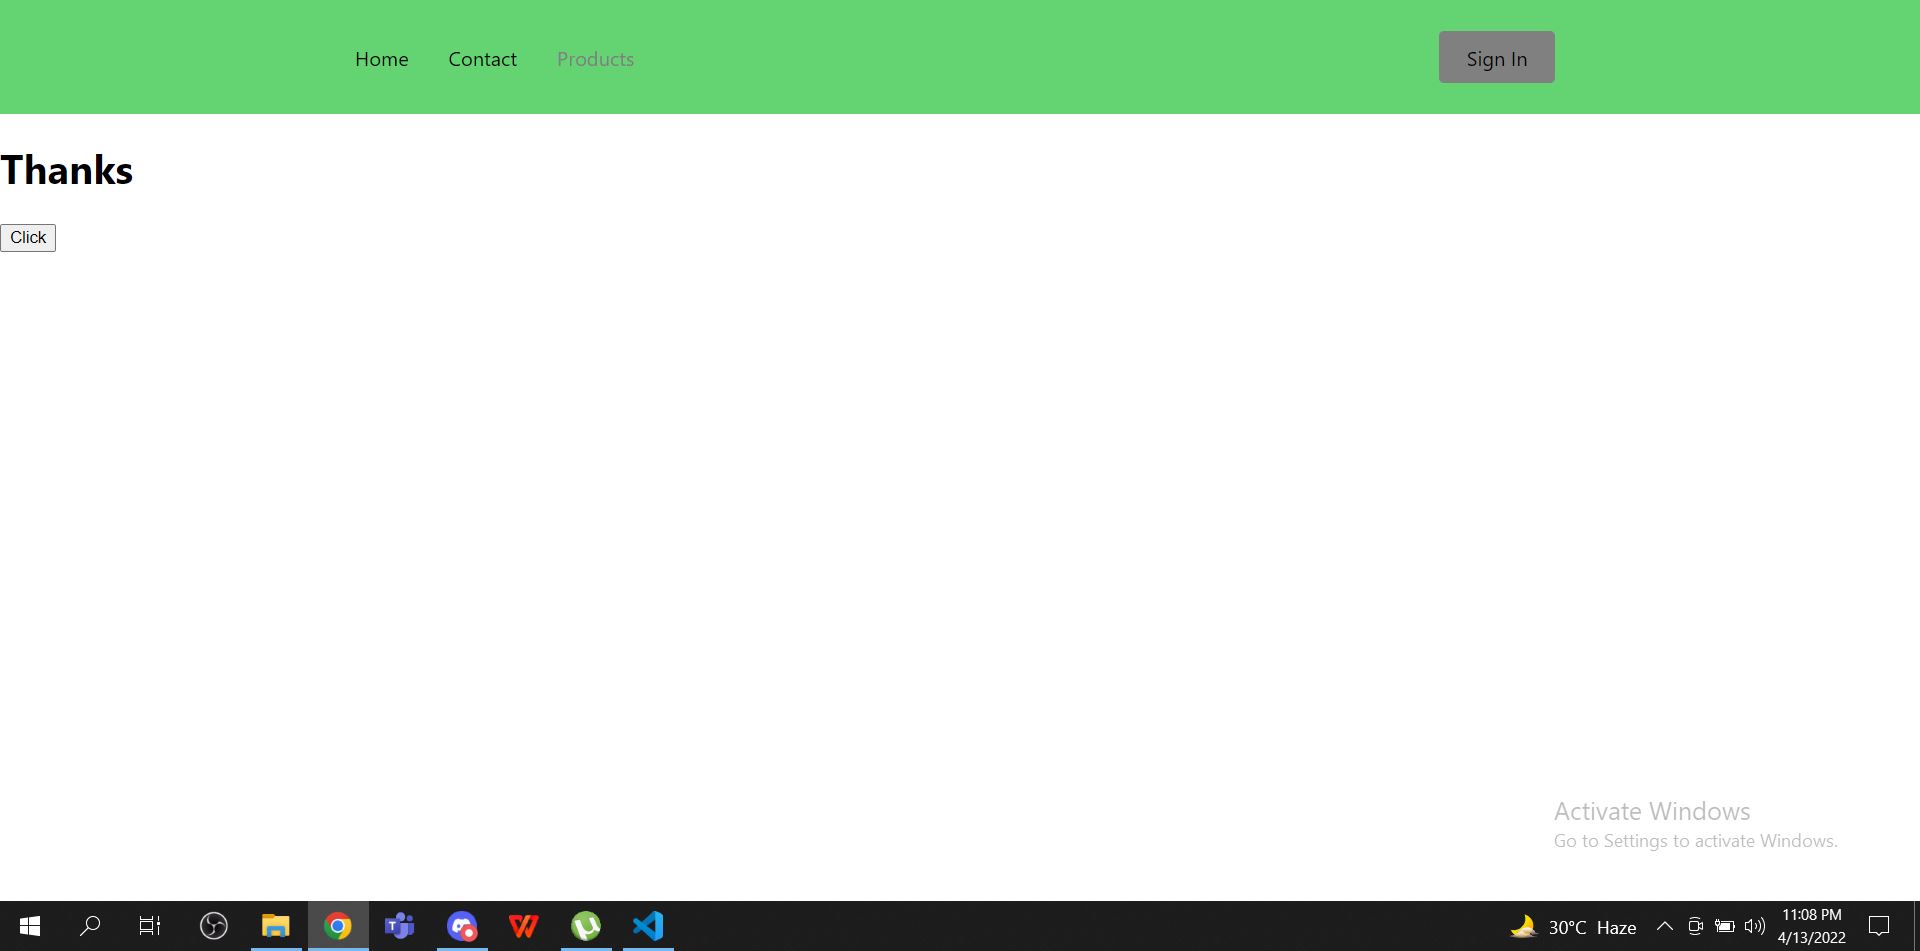 Home Contact Products Sign In
Thanks
Click
Activate Windows
Go to Settings to activate Windows.
30°C Haze
11:08 PM
4/13/2022